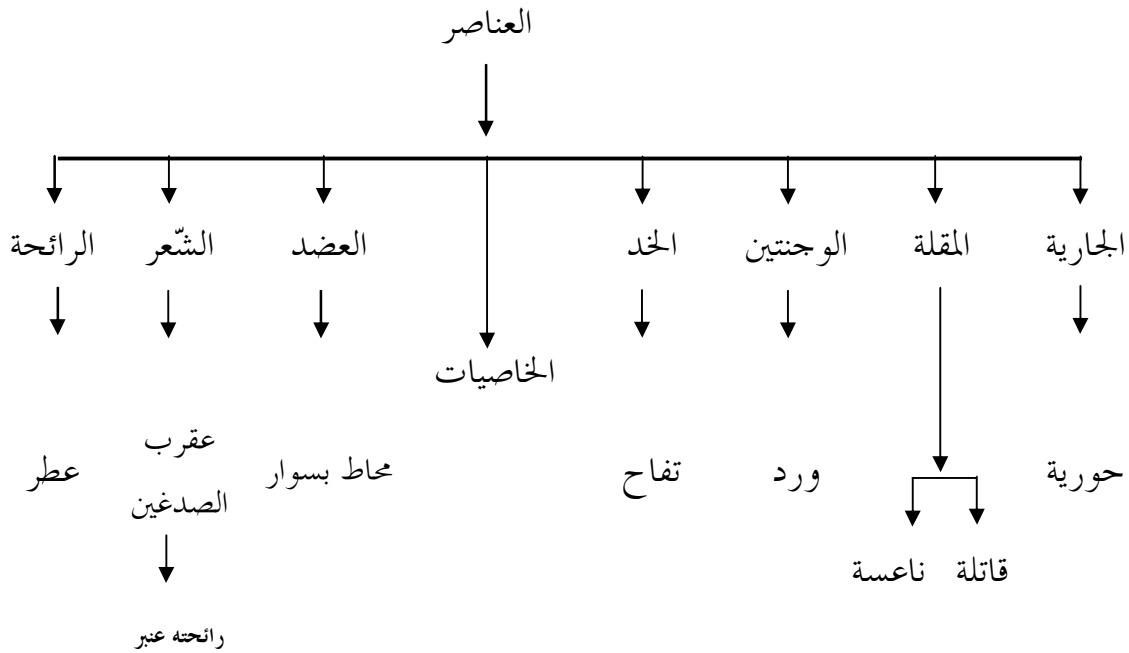 العناصر
الجارية المقلة الوجنتين الخد العضد الشّعر الرائحة
الخاصيات
حورية ورد تفاح محاط بسوار عقرب عطر
الصدغين
قاتلة ناعسة
رائحته عنبر